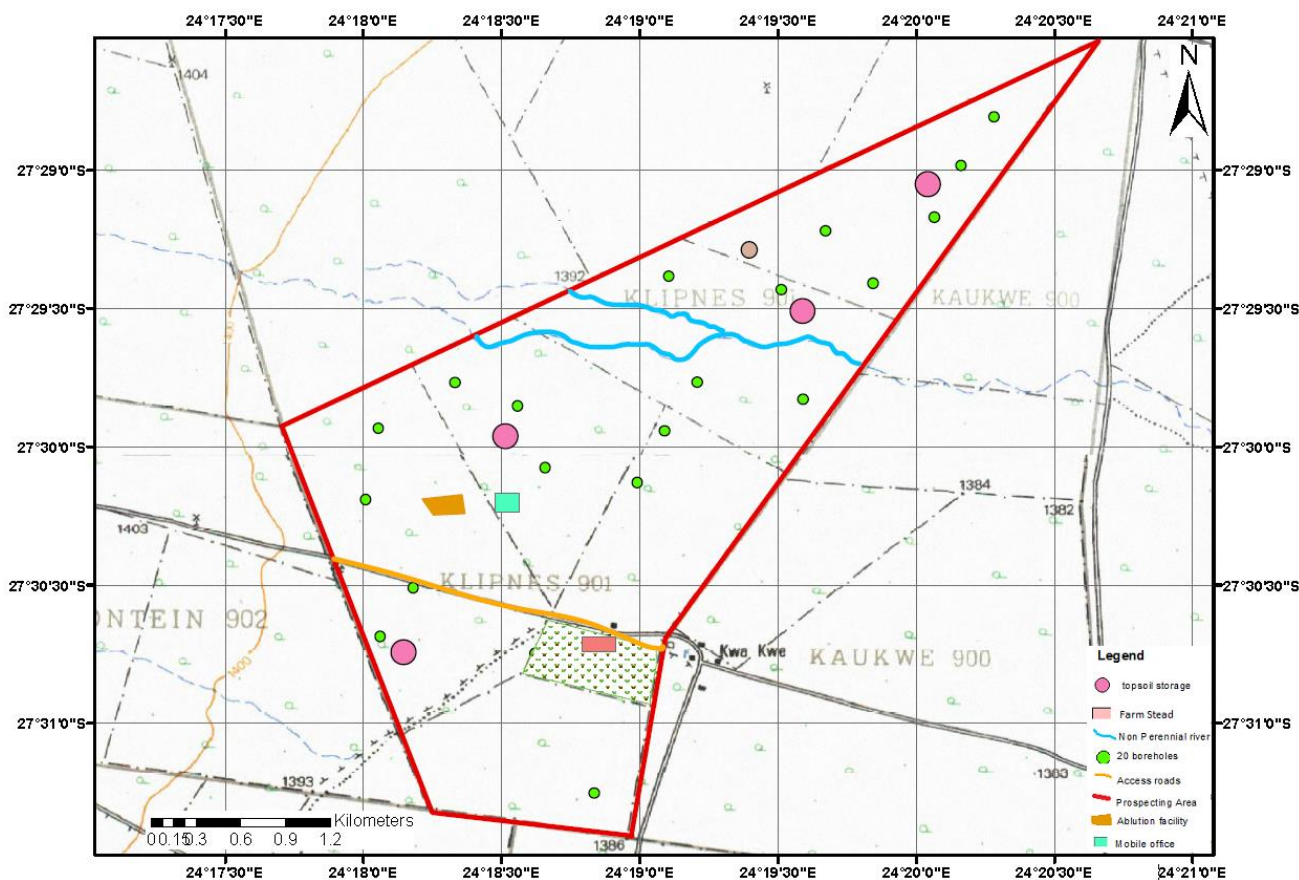 24°17'30"E 24°18'0"E 24°18'30"E 24°19'0"E 24°19'30"E 24°20'0"E 24°20'30"E 24°21'0"E
N
1404
27°29'0"S 27°29'0"S
1392
KLIPNES 901 KAUKWE 900
27°29'30"S 27°29'30"S
1400
27°30'0"S 27°30'0"S
1384
1382
1403
27°30'30"S 27°30'30"S
KLIPNES 901
ONTEIN 902
Kwa Kwe KAUKWE 900
1400
27°31'0"S 27°31'0"S
1393
1383
1386
Legend
topsoil storage
Farm Stead
Non Perennial river
20 boreholes
Access roads
Prospecting Area
Ablution facility
Mobile office
Kilometers
0 0.15 0.3 0.6 0.9 1.2
24°17'30"E 24°18'0"E 24°18'30"E 24°19'0"E 24°19'30"E 24°20'0"E 24°20'30"E 24°21'0"E